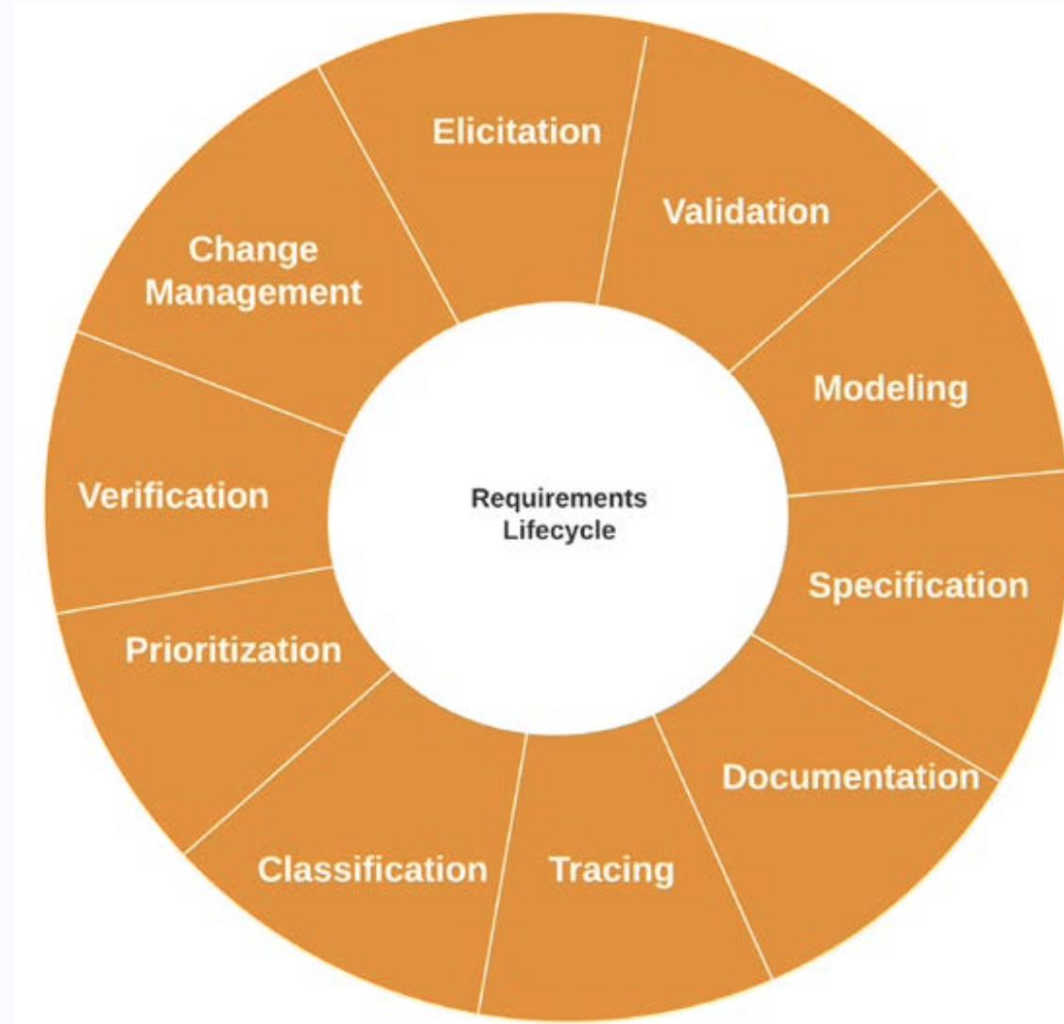 Elicitation
Validation
Modeling
Specification
Documentation
Tracing
Classification
Prioritization
Verification
Change
Management
Requirements
Lifecycle